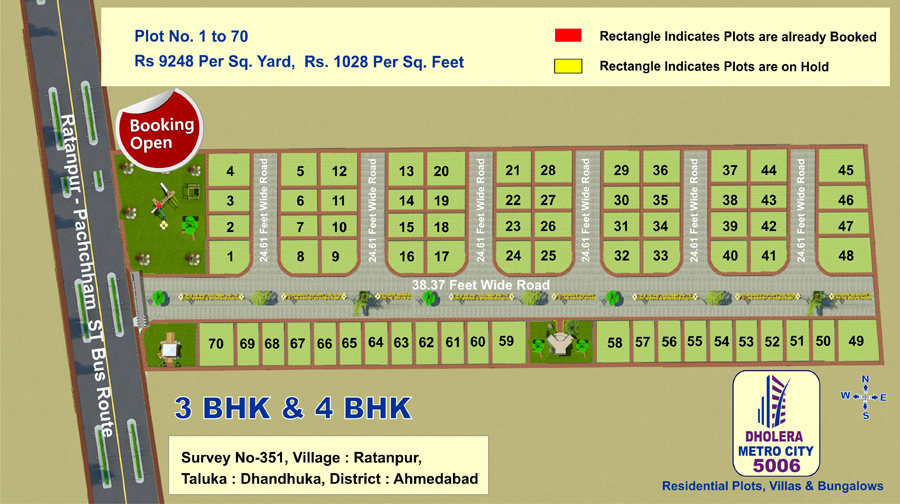 Plot No. 1 to 70
Rs 9248 Per Sq. Yard, Rs. 1028 Per Sq. Feet
Rectangle Indicates Plots are already Booked
Rectangle Indicates Plots are on Hold
Booking
Open
Ratanpur - Pachchham ST Bus Route
4 5 12 13 20 21 28 29 36 37 44 45
3 6 11 14 19 22 27 30 35 38 43 46
2 7 10 15 18 23 26 31 34 39 42 47
1 8 9 16 17 24 25 32 33 40 41 48
24.61 Feet Wide Road
24.61 Feet Wide Road
24.61 Feet Wide Road
24.61 Feet Wide Road
24.61 Feet Wide Road
24.61 Feet Wide Road
38.37 Feet Wide Road
70 69 68 67 66 65 64 63 62 61 60 59 58 57 56 55 54 53 52 51 50 49
3 BHK & 4 BHK
Survey No-351, Village : Ratanpur,
Taluka : Dhandhuka, District : Ahmedabad
DHOLERA
METRO CITY
5006
Residential Plots, Villas & Bungalows
N
W E
S